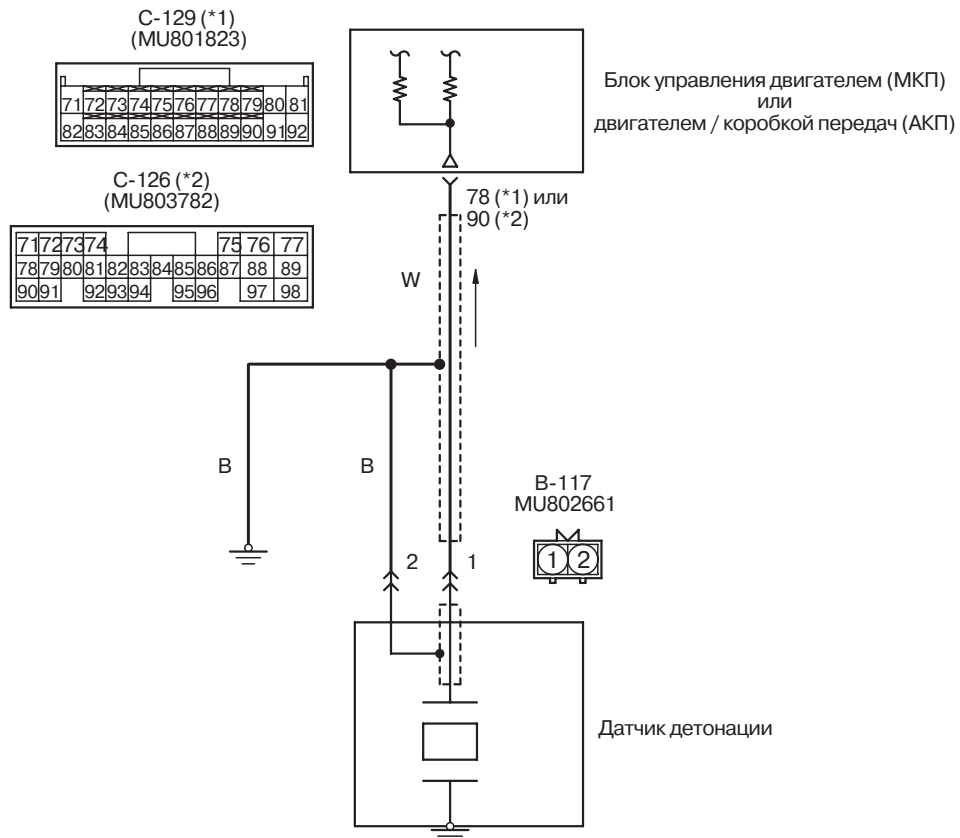 C-129 (*1)
(MU801823)
71 72 73 74 75 76 77 78 79 80 81
82 83 84 85 86 87 88 89 90 91 92
Блок управления двигателем (МКП)
или
двигателем / коробкой передач (АКП)
C-126 (*2)
(MU803782)
71 72 73 74 75 76 77
78 79 80 81 82 83 84 85 86 87 88 89
90 91 92 93 94 95 96 97 98
78 (*1) или
90 (*2)
W
B
B
B-117
MU802661
1 2
2
1
Датчик детонации